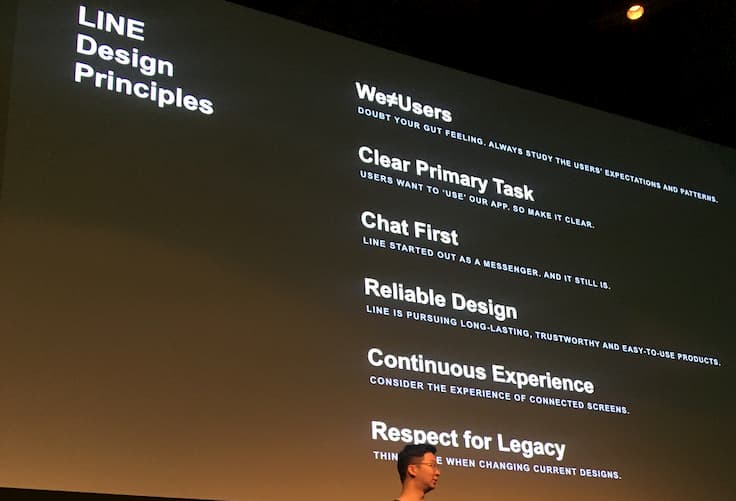 LINE
Design
Principles
We≠Users
DOUBT YOUR GUT FEELING. ALWAYS STUDY THE USERS' EXPECTATIONS AND PATTERNS.
Clear Primary Task
USERS WANT TO 'USE' OUR APP. SO MAKE IT CLEAR.
Chat First
LINE STARTED OUT AS A MESSENGER. AND IT STILL IS.
Reliable Design
LINE IS PURSUING LONG-LASTING, TRUSTWORTHY AND EASY-TO-USE PRODUCTS.
Continuous Experience
CONSIDER THE EXPERIENCE OF CONNECTED SCREENS.
Respect for Legacy
WHEN CHANGING CURRENT DESIGNS.